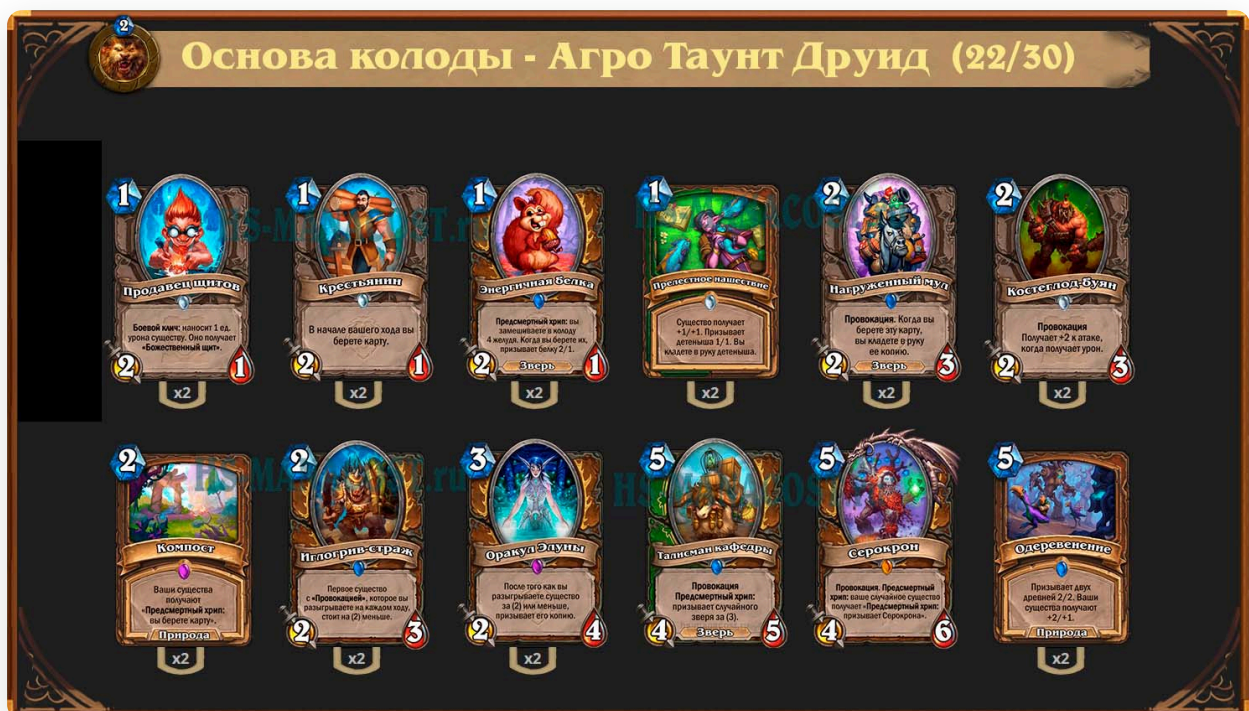 2
Основа колоды - Агро Таунт Друид (22/30)
1
Продавец щитов
Боевой клич: наносит 1 ед.
урона существу. Оно получает
«Божественный щит».
2
1
x2
1
Крестьянин
В начале вашего хода вы
берете карту.
2
1
x2
1
Энергичная белка
Предсмертный хрип: вы
замешиваете в колоду
4 желудя. Когда вы берете их,
призывает белку 2/1.
2
Зверь
1
x2
1
Прелестное нашествие
Существо получает
+1/+1. Призывает
детеныша 1/1. Вы
кладете в руку детеныша.
x2
2
Нагруженный мул
Провокация. Когда вы
берете эту карту,
вы кладете в руку
ее копию.
2
Зверь
3
x2
2
Костеглод-буян
Провокация
Получает +2 к атаке,
когда получает урон.
2
3
x2
HS-MANACOST.ru
2
Компост
Ваши существа
получают
«Предсмертный хрип:
вы берете карту».
Природа
x2
2
Иглогрив-страж
Первое существо
с «Провокацией», которое вы
разыгрываете на каждом ходу,
стоит на (2) меньше.
2
3
x2
3
Оракул Элуны
После того как вы
разыграете существо
за (2) или меньше,
призывает его копию.
2
4
x2
5
Талисман кафедры
Провокация
Предсмертный хрип:
призывает случайного
зверя за (3).
4
Зверь
5
5
Серокрон
Провокация. Предсмертный
хрип: ваше случайное существо
получает «Предсмертный хрип:
призывает Серокрона».
4
6
5
Одеревенение
Призывает двух
древней 2/2. Ваши
существа получают
+2/+1.
Природа
x2